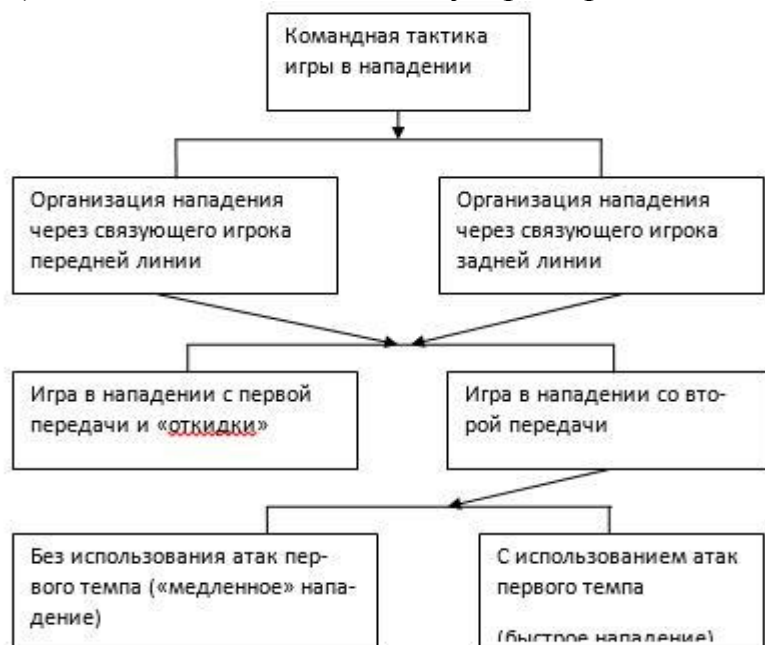 Командная тактика
игры в нападении
Организация нападения
через связующего игрока
передней линии
Организация нападения
через связующего игрока
задней линии
Игра в нападении с первой
передачи и «откидки»
Игра в нападении со вто-
рой передачи
Без использования атак пер-
вого темпа («медленное» напа-
дение)
С использованием атак
первого темпа
(быстрое нападение)